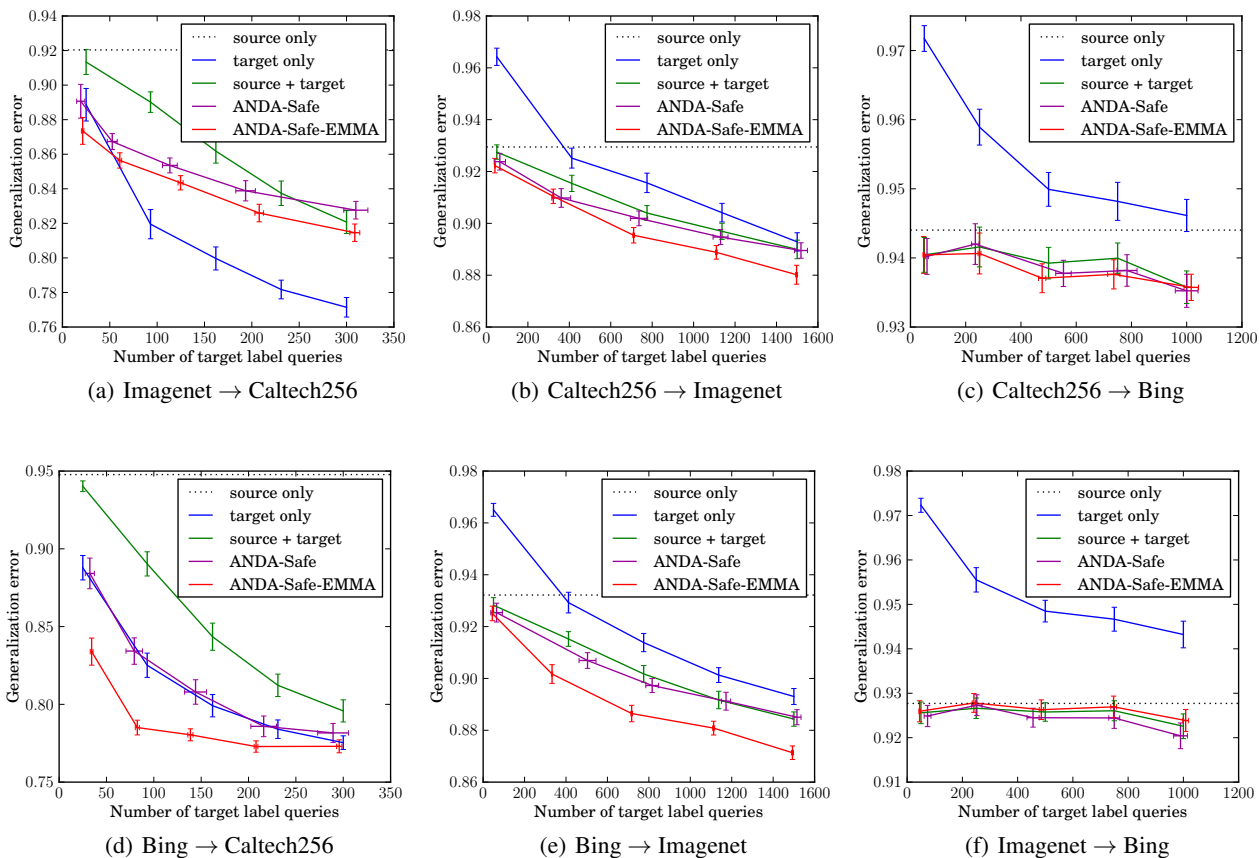 0.94
0.92
0.90
0.88
0.86
0.84
0.82
0.80
0.78
0.76
Generalization error
source only
target only
source + target
ANDA-Safe
ANDA-Safe-EMMA
0 50 100 150 200 250 300 350
Number of target label queries
(a) Imagenet → Caltech256
0.98
0.96
0.94
0.92
0.90
0.88
0.86
Generalization error
source only
target only
source + target
ANDA-Safe
ANDA-Safe-EMMA
0 200 400 600 800 1000 1200 1400 1600
Number of target label queries
(b) Caltech256 → Imagenet
0.97
0.96
0.95
0.94
0.93
Generalization error
source only
target only
source + target
ANDA-Safe
ANDA-Safe-EMMA
0 200 400 600 800 1000 1200
Number of target label queries
(c) Caltech256 → Bing
0.95
0.90
0.85
0.80
0.75
Generalization error
source only
target only
source + target
ANDA-Safe
ANDA-Safe-EMMA
0 50 100 150 200 250 300 350
Number of target label queries
(d) Bing → Caltech256
0.98
0.96
0.94
0.92
0.90
0.88
0.86
Generalization error
source only
target only
source + target
ANDA-Safe
ANDA-Safe-EMMA
0 200 400 600 800 1000 1200 1400 1600
Number of target label queries
(e) Bing → Imagenet
0.98
0.97
0.96
0.95
0.94
0.93
0.92
0.91
Generalization error
source only
target only
source + target
ANDA-Safe
ANDA-Safe-EMMA
0 200 400 600 800 1000 1200
Number of target label queries
(f) Imagenet → Bing